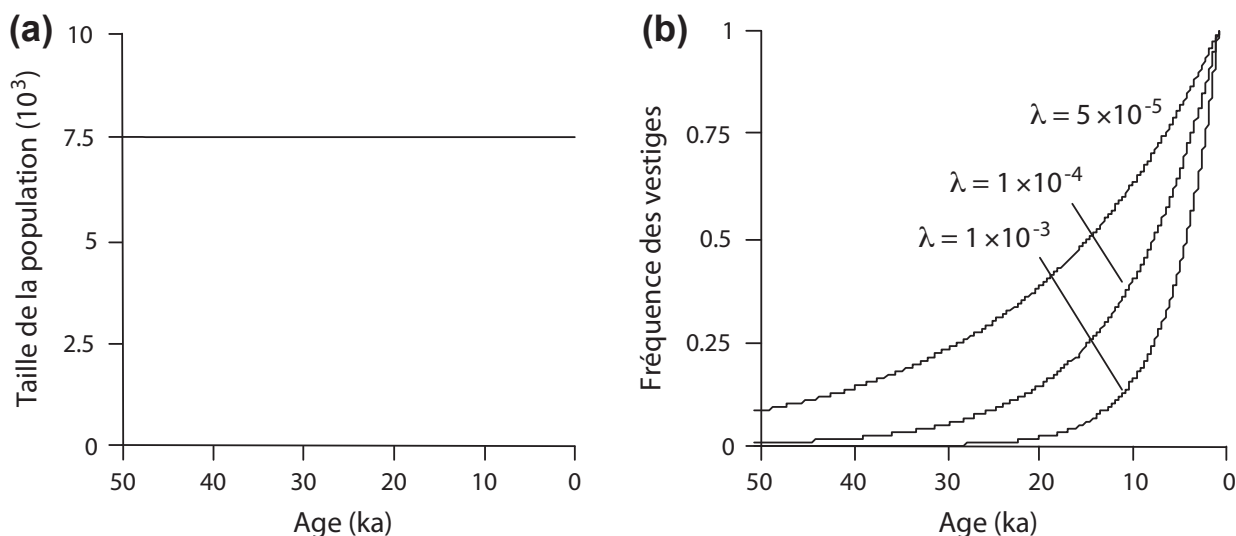 (a)
Taille de la population (10³)
10
7.5
5
2.5
0
50 40 30 20 10 0
Age (ka)
(b)
Fréquence des vestiges
1
0.75
0.5
0.25
0
λ = 5 ×10⁻⁵
λ = 1 ×10⁻⁴
λ = 1 ×10⁻³
50 40 30 20 10 0
Age (ka)